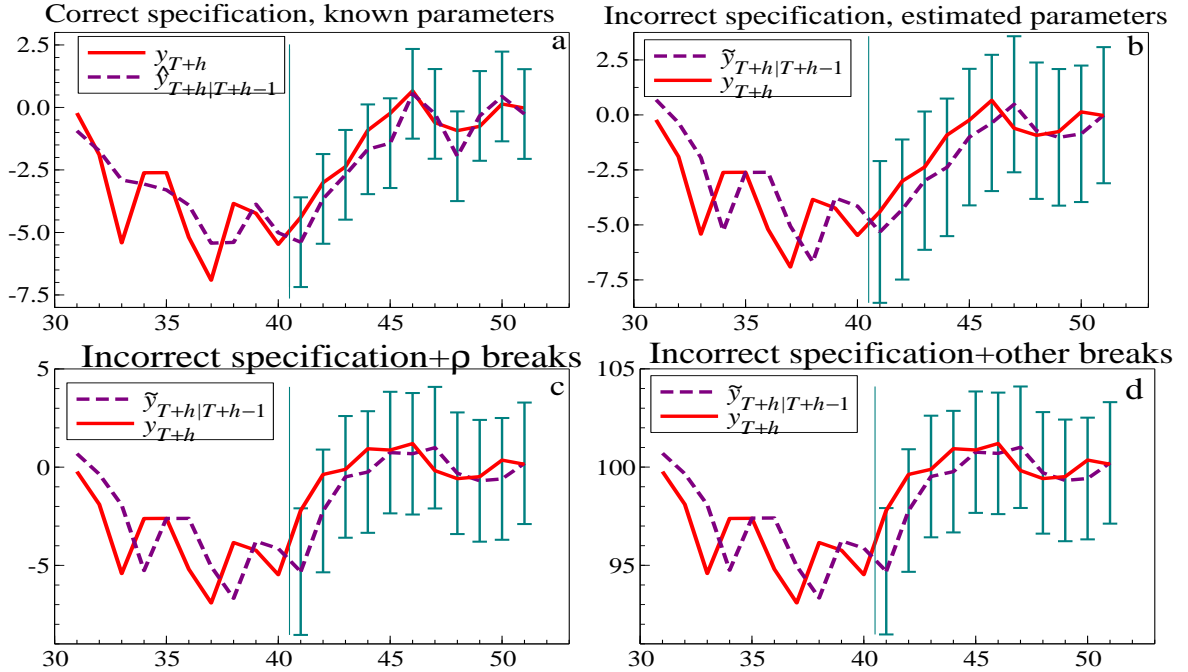 Correct specification, known parameters
a
y_{T+h}
ŷ_{T+h|T+h−1}
2.5
0.0
-2.5
-5.0
-7.5
30 35 40 45 50
Incorrect specification, estimated parameters
b
ỹ_{T+h|T+h−1}
y_{T+h}
2.5
0.0
-2.5
-5.0
-7.5
30 35 40 45 50
Incorrect specification+ρ breaks
c
ỹ_{T+h|T+h−1}
y_{T+h}
5
0
-5
30 35 40 45 50
Incorrect specification+other breaks
d
ỹ_{T+h|T+h−1}
y_{T+h}
105
100
95
30 35 40 45 50